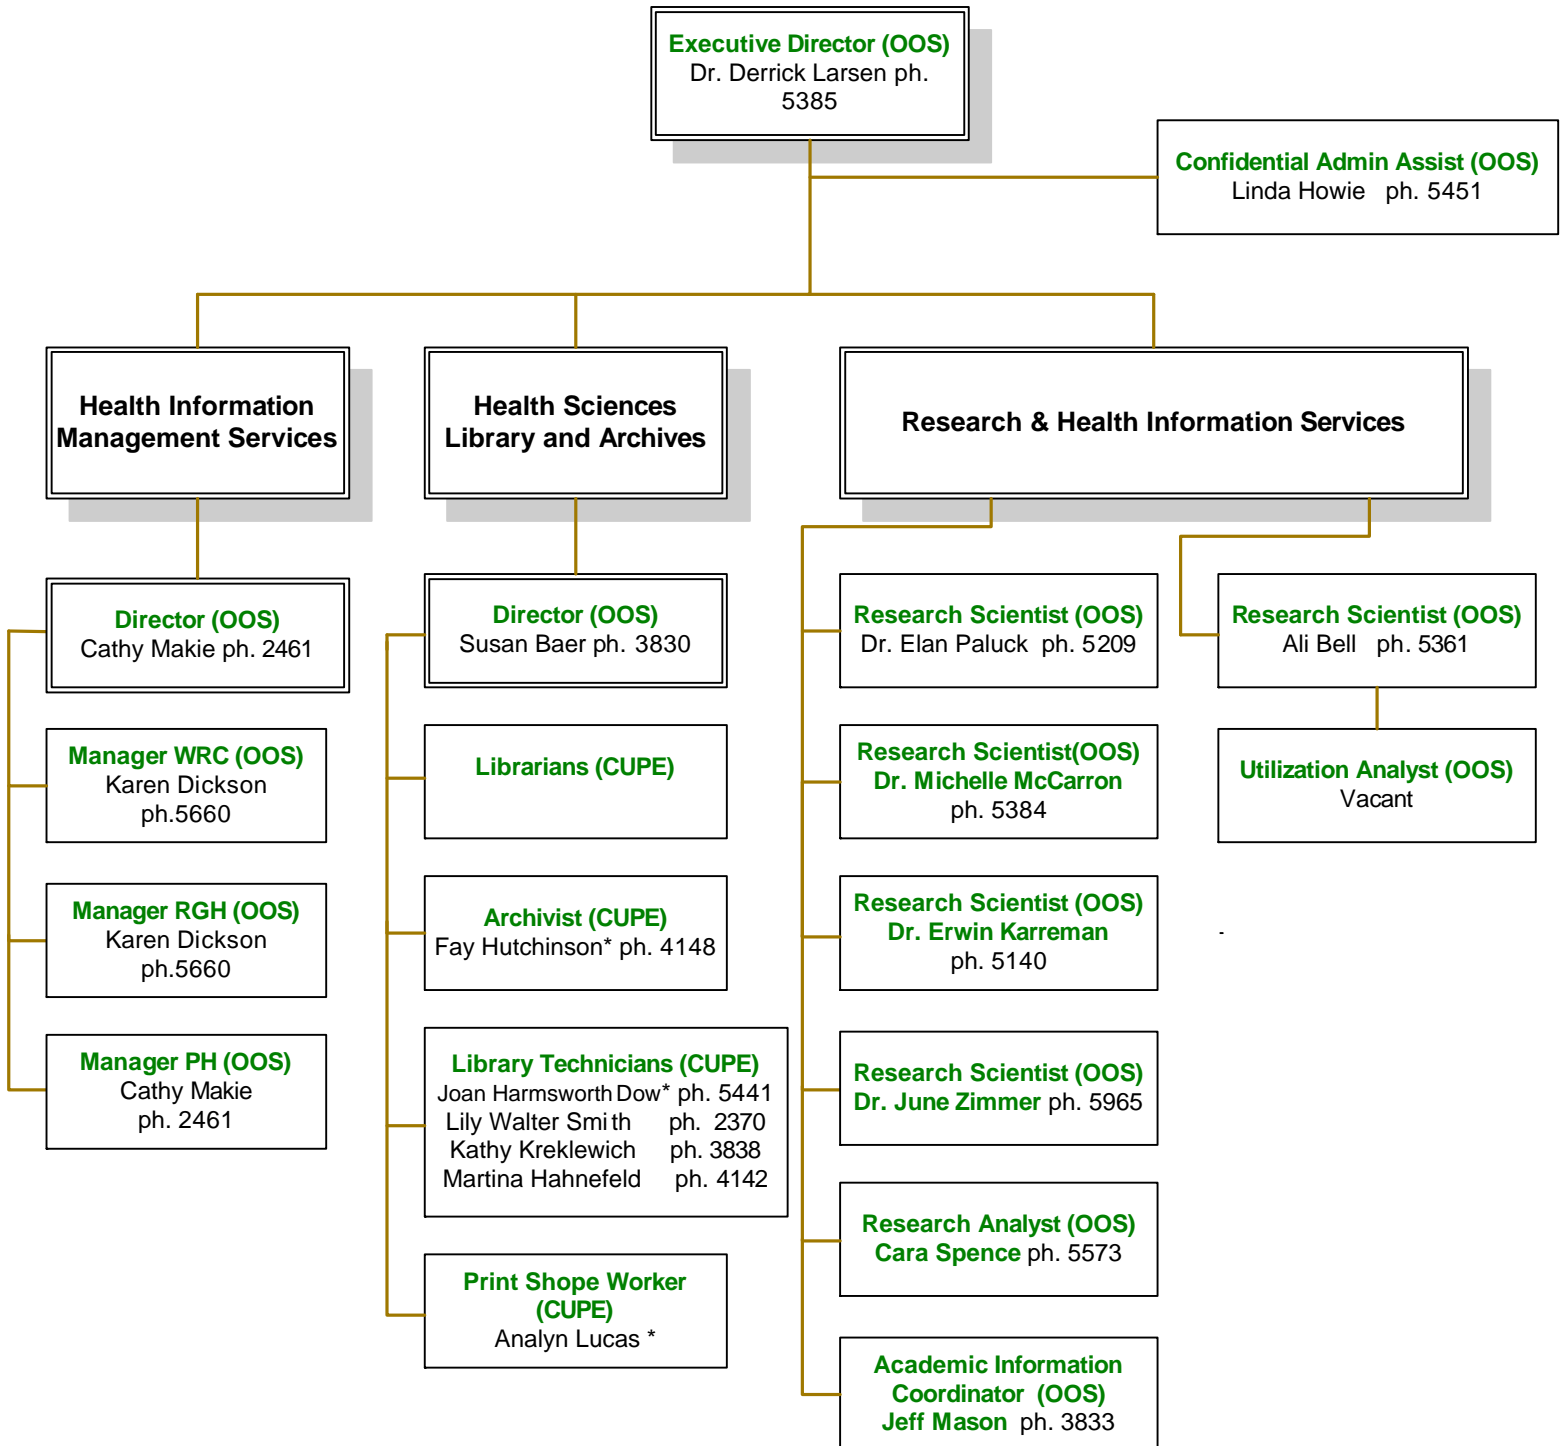 Executive Director (OOS)
Dr. Derrick Larsen ph.
5385
Confidential Admin Assist (OOS)
Linda Howie ph. 5451
Health Information
Management Services
Health Sciences
Library and Archives
Research & Health Information Services
Director (OOS)
Cathy Makie ph. 2461
Manager WRC (OOS)
Karen Dickson
ph.5660
Manager RGH (OOS)
Karen Dickson
ph.5660
Manager PH (OOS)
Cathy Makie
ph. 2461
Director (OOS)
Susan Baer ph. 3830
Librarians (CUPE)
Archivist (CUPE)
Fay Hutchinson* ph. 4148
Library Technicians (CUPE)
Joan Harmsworth Dow* ph. 5441
Lily Walter Smith ph. 2370
Kathy Kreklewich ph. 3838
Martina Hahnefeld ph. 4142
Print Shope Worker
(CUPE)
Analyn Lucas *
Research Scientist (OOS)
Dr. Elan Paluck ph. 5209
Research Scientist(OOS)
Dr. Michelle McCarron
ph. 5384
Research Scientist (OOS)
Dr. Erwin Karreman
ph. 5140
Research Scientist (OOS)
Dr. June Zimmer ph. 5965
Research Analyst (OOS)
Cara Spence ph. 5573
Academic Information
Coordinator (OOS)
Jeff Mason ph. 3833
Research Scientist (OOS)
Ali Bell ph. 5361
Utilization Analyst (OOS)
Vacant
-